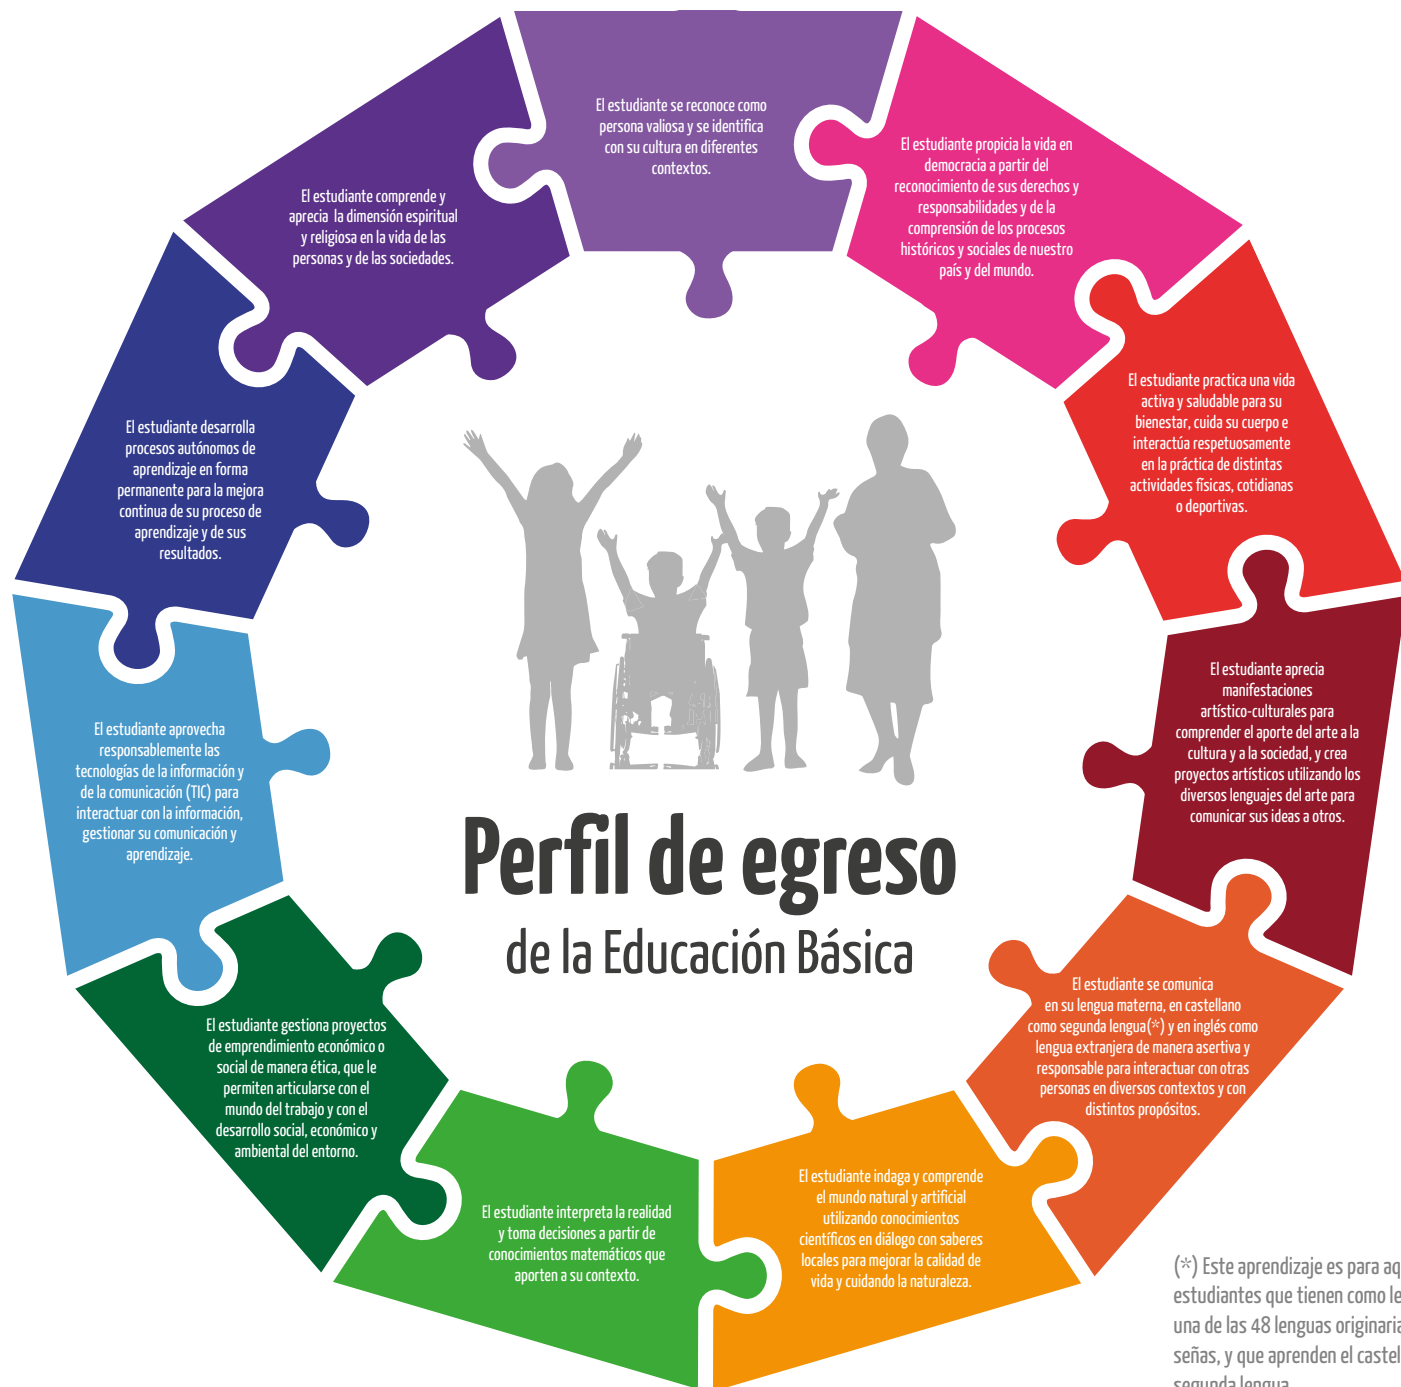 El estudiante se reconoce como
persona valiosa y se identifica
con su cultura en diferentes
contextos.
El estudiante propicia la vida en
democracia a partir del
reconocimiento de sus derechos y
responsabilidades y de la
comprensión de los procesos
históricos y sociales de nuestro
país y del mundo.
El estudiante practica una vida
activa y saludable para su
bienestar, cuida su cuerpo e
interactúa respetuosamente
en la práctica de distintas
actividades físicas, cotidianas
o deportivas.
El estudiante aprecia
manifestaciones
artístico-culturales para
comprender el aporte del arte a la
cultura y a la sociedad, y crea
proyectos artísticos utilizando los
diversos lenguajes del arte para
comunicar sus ideas a otros.
El estudiante se comunica
en su lengua materna, en castellano
como segunda lengua(*) y en inglés como
lengua extranjera de manera asertiva y
responsable para interactuar con otras
personas en diversos contextos y con
distintos propósitos.
El estudiante indaga y comprende
el mundo natural y artificial
utilizando conocimientos
científicos en diálogo con saberes
locales para mejorar la calidad de
vida y cuidando la naturaleza.
El estudiante interpreta la realidad
y toma decisiones a partir de
conocimientos matemáticos que
aporten a su contexto.
El estudiante gestiona proyectos
de emprendimiento económico o
social de manera ética, que le
permiten articularse con el
mundo del trabajo y con el
desarrollo social, económico y
ambiental del entorno.
El estudiante aprovecha
responsablemente las
tecnologías de la información y
de la comunicación (TIC) para
interactuar con la información,
gestionar su comunicación y
aprendizaje.
El estudiante desarrolla
procesos autónomos de
aprendizaje en forma
permanente para la mejora
continua de su proceso de
aprendizaje y de sus
resultados.
El estudiante comprende y
aprecia la dimensión espiritual
y religiosa en la vida de las
personas y de las sociedades.
Perfil de egreso
de la Educación Básica
(*) Este aprendizaje es para
estudiantes que tienen como
una de las 48 lenguas
señas, y que aprenden el
segunda lengua